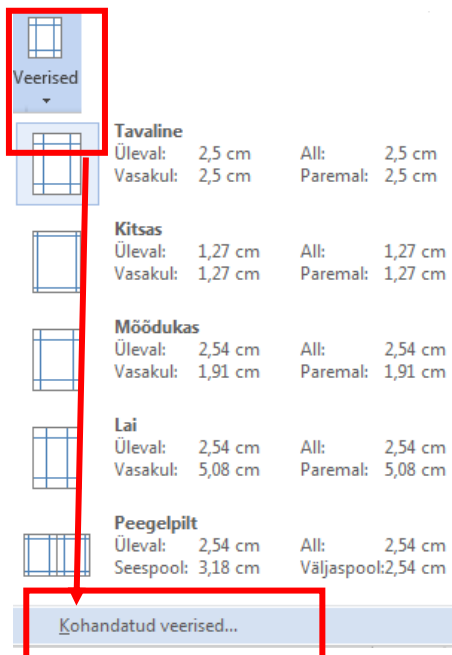 Veerised
Tavaline
Üleval: 2,5 cm All: 2,5 cm
Vasakul: 2,5 cm Paremal: 2,5 cm
Kitsas
Üleval: 1,27 cm All: 1,27 cm
Vasakul: 1,27 cm Paremal: 1,27 cm
Mõõdukas
Üleval: 2,54 cm All: 2,54 cm
Vasakul: 1,91 cm Paremal: 1,91 cm
Lai
Üleval: 2,54 cm All: 2,54 cm
Vasakul: 5,08 cm Paremal: 5,08 cm
Peegelpilt
Üleval: 2,54 cm All: 2,54 cm
Seespool: 3,18 cm Väljaspool:2,54 cm
Kohandatud veerised...